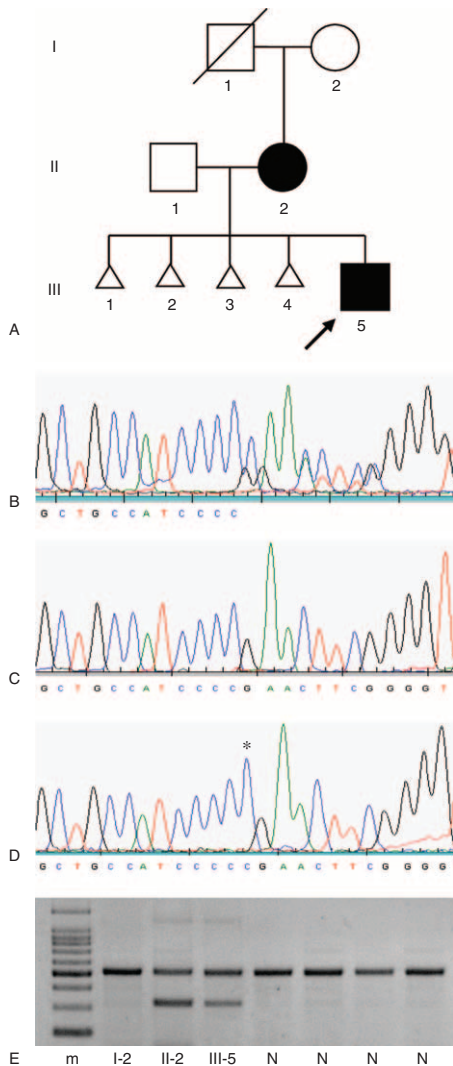 I
1 2
II
1 2
III
1 2 3 4
5
A
B
G C T G C C A T C C C C
C
G C T G C C A T C C C C G A A C T T C G G G G T
*
D
G C T G C C A T C C C C C G A A C T T C G G G G
E m I-2 II-2 III-5 N N N N